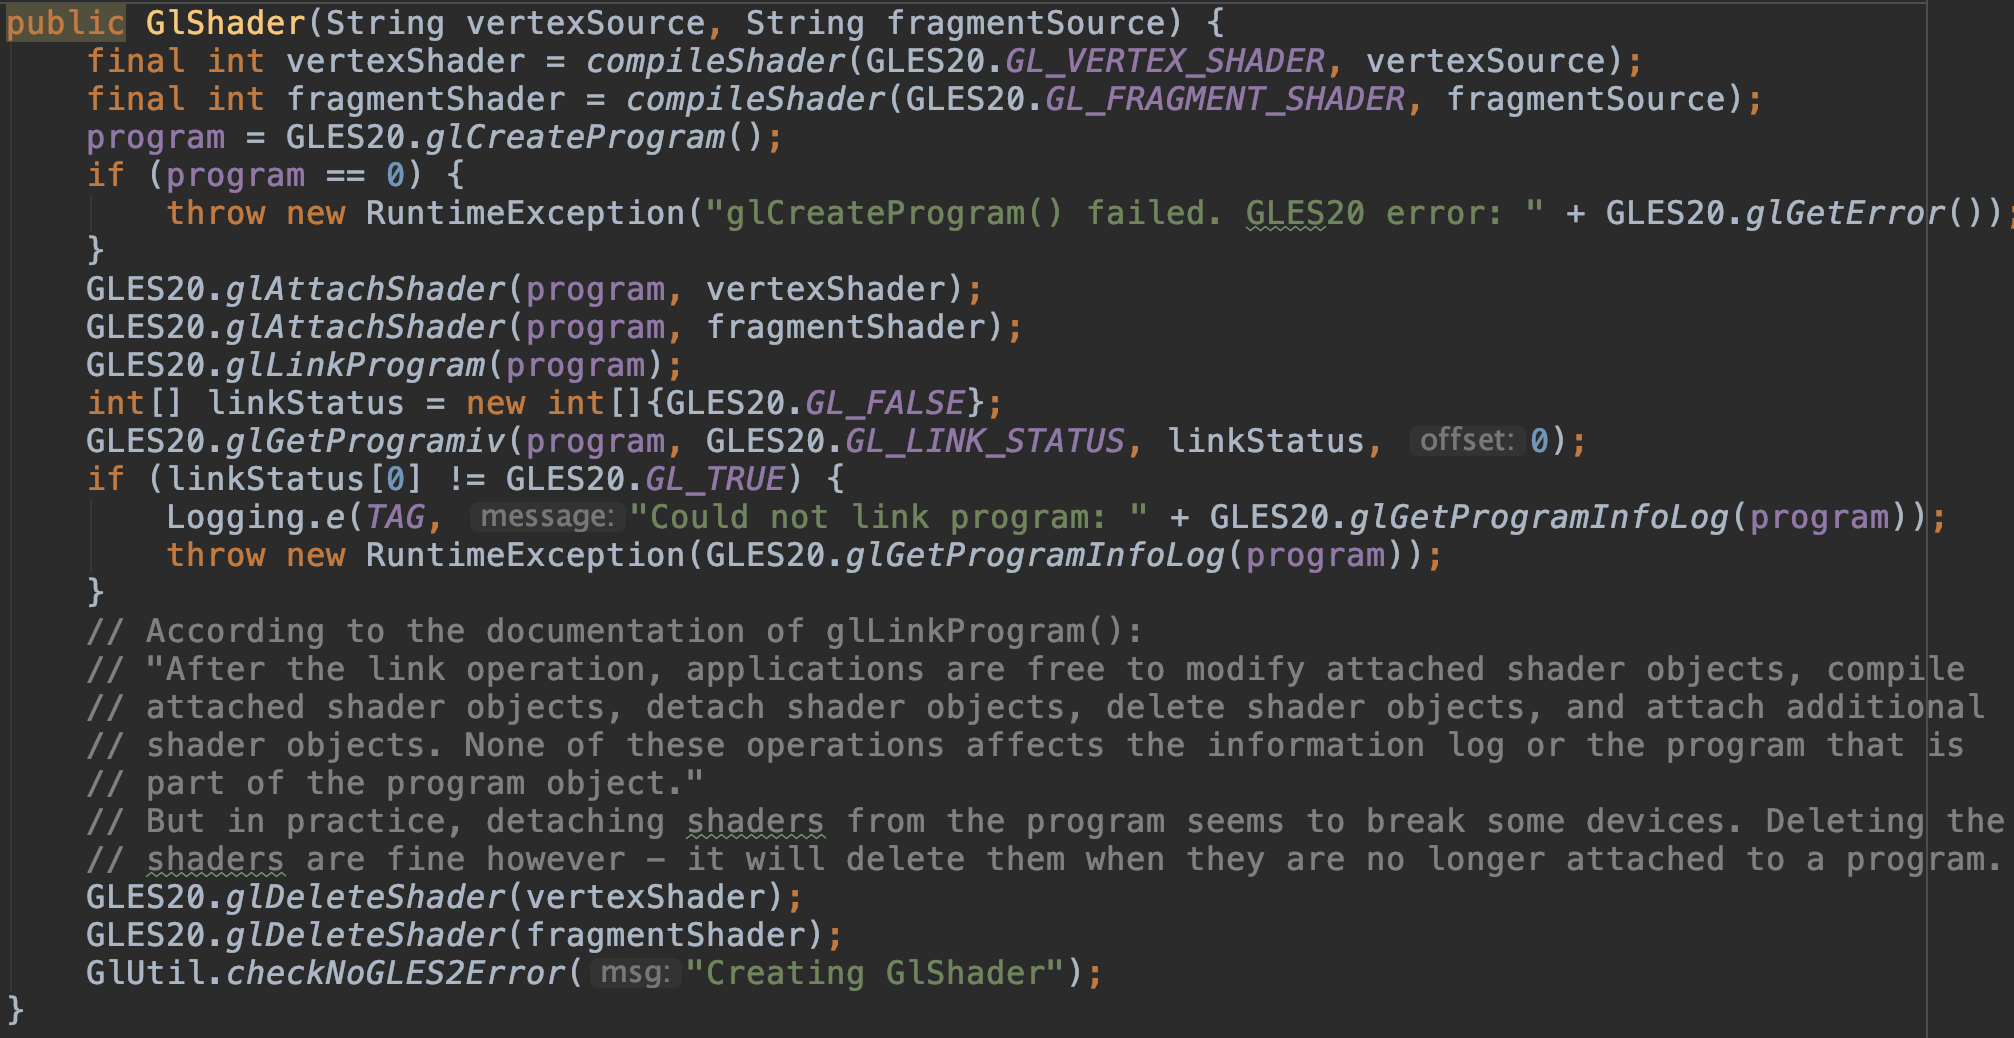 public GlShader(String vertexSource, String fragmentSource) {
final int vertexShader = compileShader(GLES20.GL_VERTEX_SHADER, vertexSource);
final int fragmentShader = compileShader(GLES20.GL_FRAGMENT_SHADER, fragmentSource);
program = GLES20.glCreateProgram();
if (program == 0) {
throw new RuntimeException("glCreateProgram() failed. GLES20 error: " + GLES20.glGetError());
}
GLES20.glAttachShader(program, vertexShader);
GLES20.glAttachShader(program, fragmentShader);
GLES20.glLinkProgram(program);
int[] linkStatus = new int[]{GLES20.GL_FALSE};
GLES20.glGetProgramiv(program, GLES20.GL_LINK_STATUS, linkStatus, offset: 0);
if (linkStatus[0] != GLES20.GL_TRUE) {
Logging.e(TAG, message: "Could not link program: " + GLES20.glGetProgramInfoLog(program));
throw new RuntimeException(GLES20.glGetProgramInfoLog(program));
}
// According to the documentation of glLinkProgram():
// "After the link operation, applications are free to modify attached shader objects, compile
// attached shader objects, detach shader objects, delete shader objects, and attach additional
// shader objects. None of these operations affects the information log or the program that is
// part of the program object."
// But in practice, detaching shaders from the program seems to break some devices. Deleting the
// shaders are fine however – it will delete them when they are no longer attached to a program.
GLES20.glDeleteShader(vertexShader);
GLES20.glDeleteShader(fragmentShader);
GlUtil.checkNoGLES2Error( msg: "Creating GlShader");
}